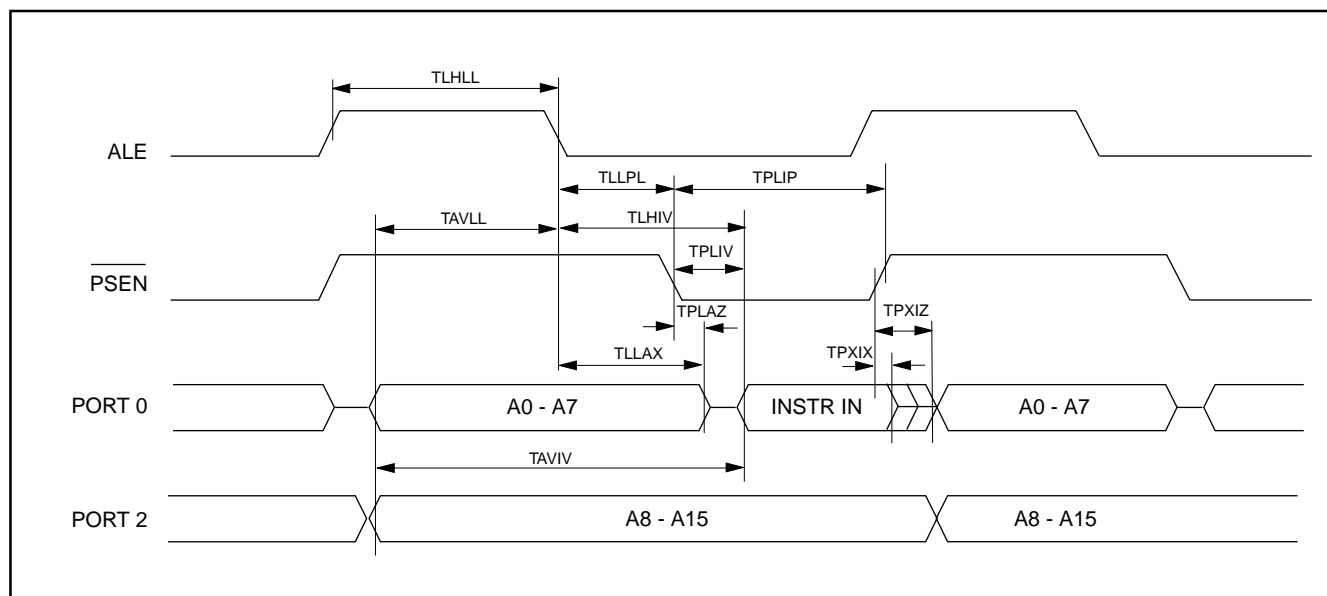 TLHLL
ALE
TLLPL
TPLIP
TAVLL
TLHIV
TPLIV
PSEN
TPLAZ
TPXIZ
TLLAX
TPXIX
PORT 0
A0 - A7
INSTR IN
A0 - A7
TAVIV
PORT 2
A8 - A15
A8 - A15